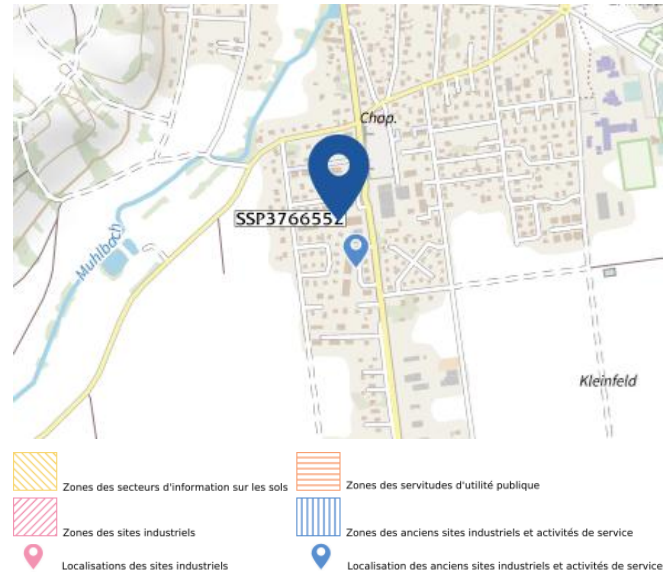 Chap.
SSP3766552
Muhlbach
Kleinfeld
Zones des secteurs d'information sur les sols
Zones des servitudes d'utilité publique
Zones des sites industriels
Zones des anciens sites industriels et activités de service
Localisations des sites industriels
Localisation des anciens sites industriels et activités de service